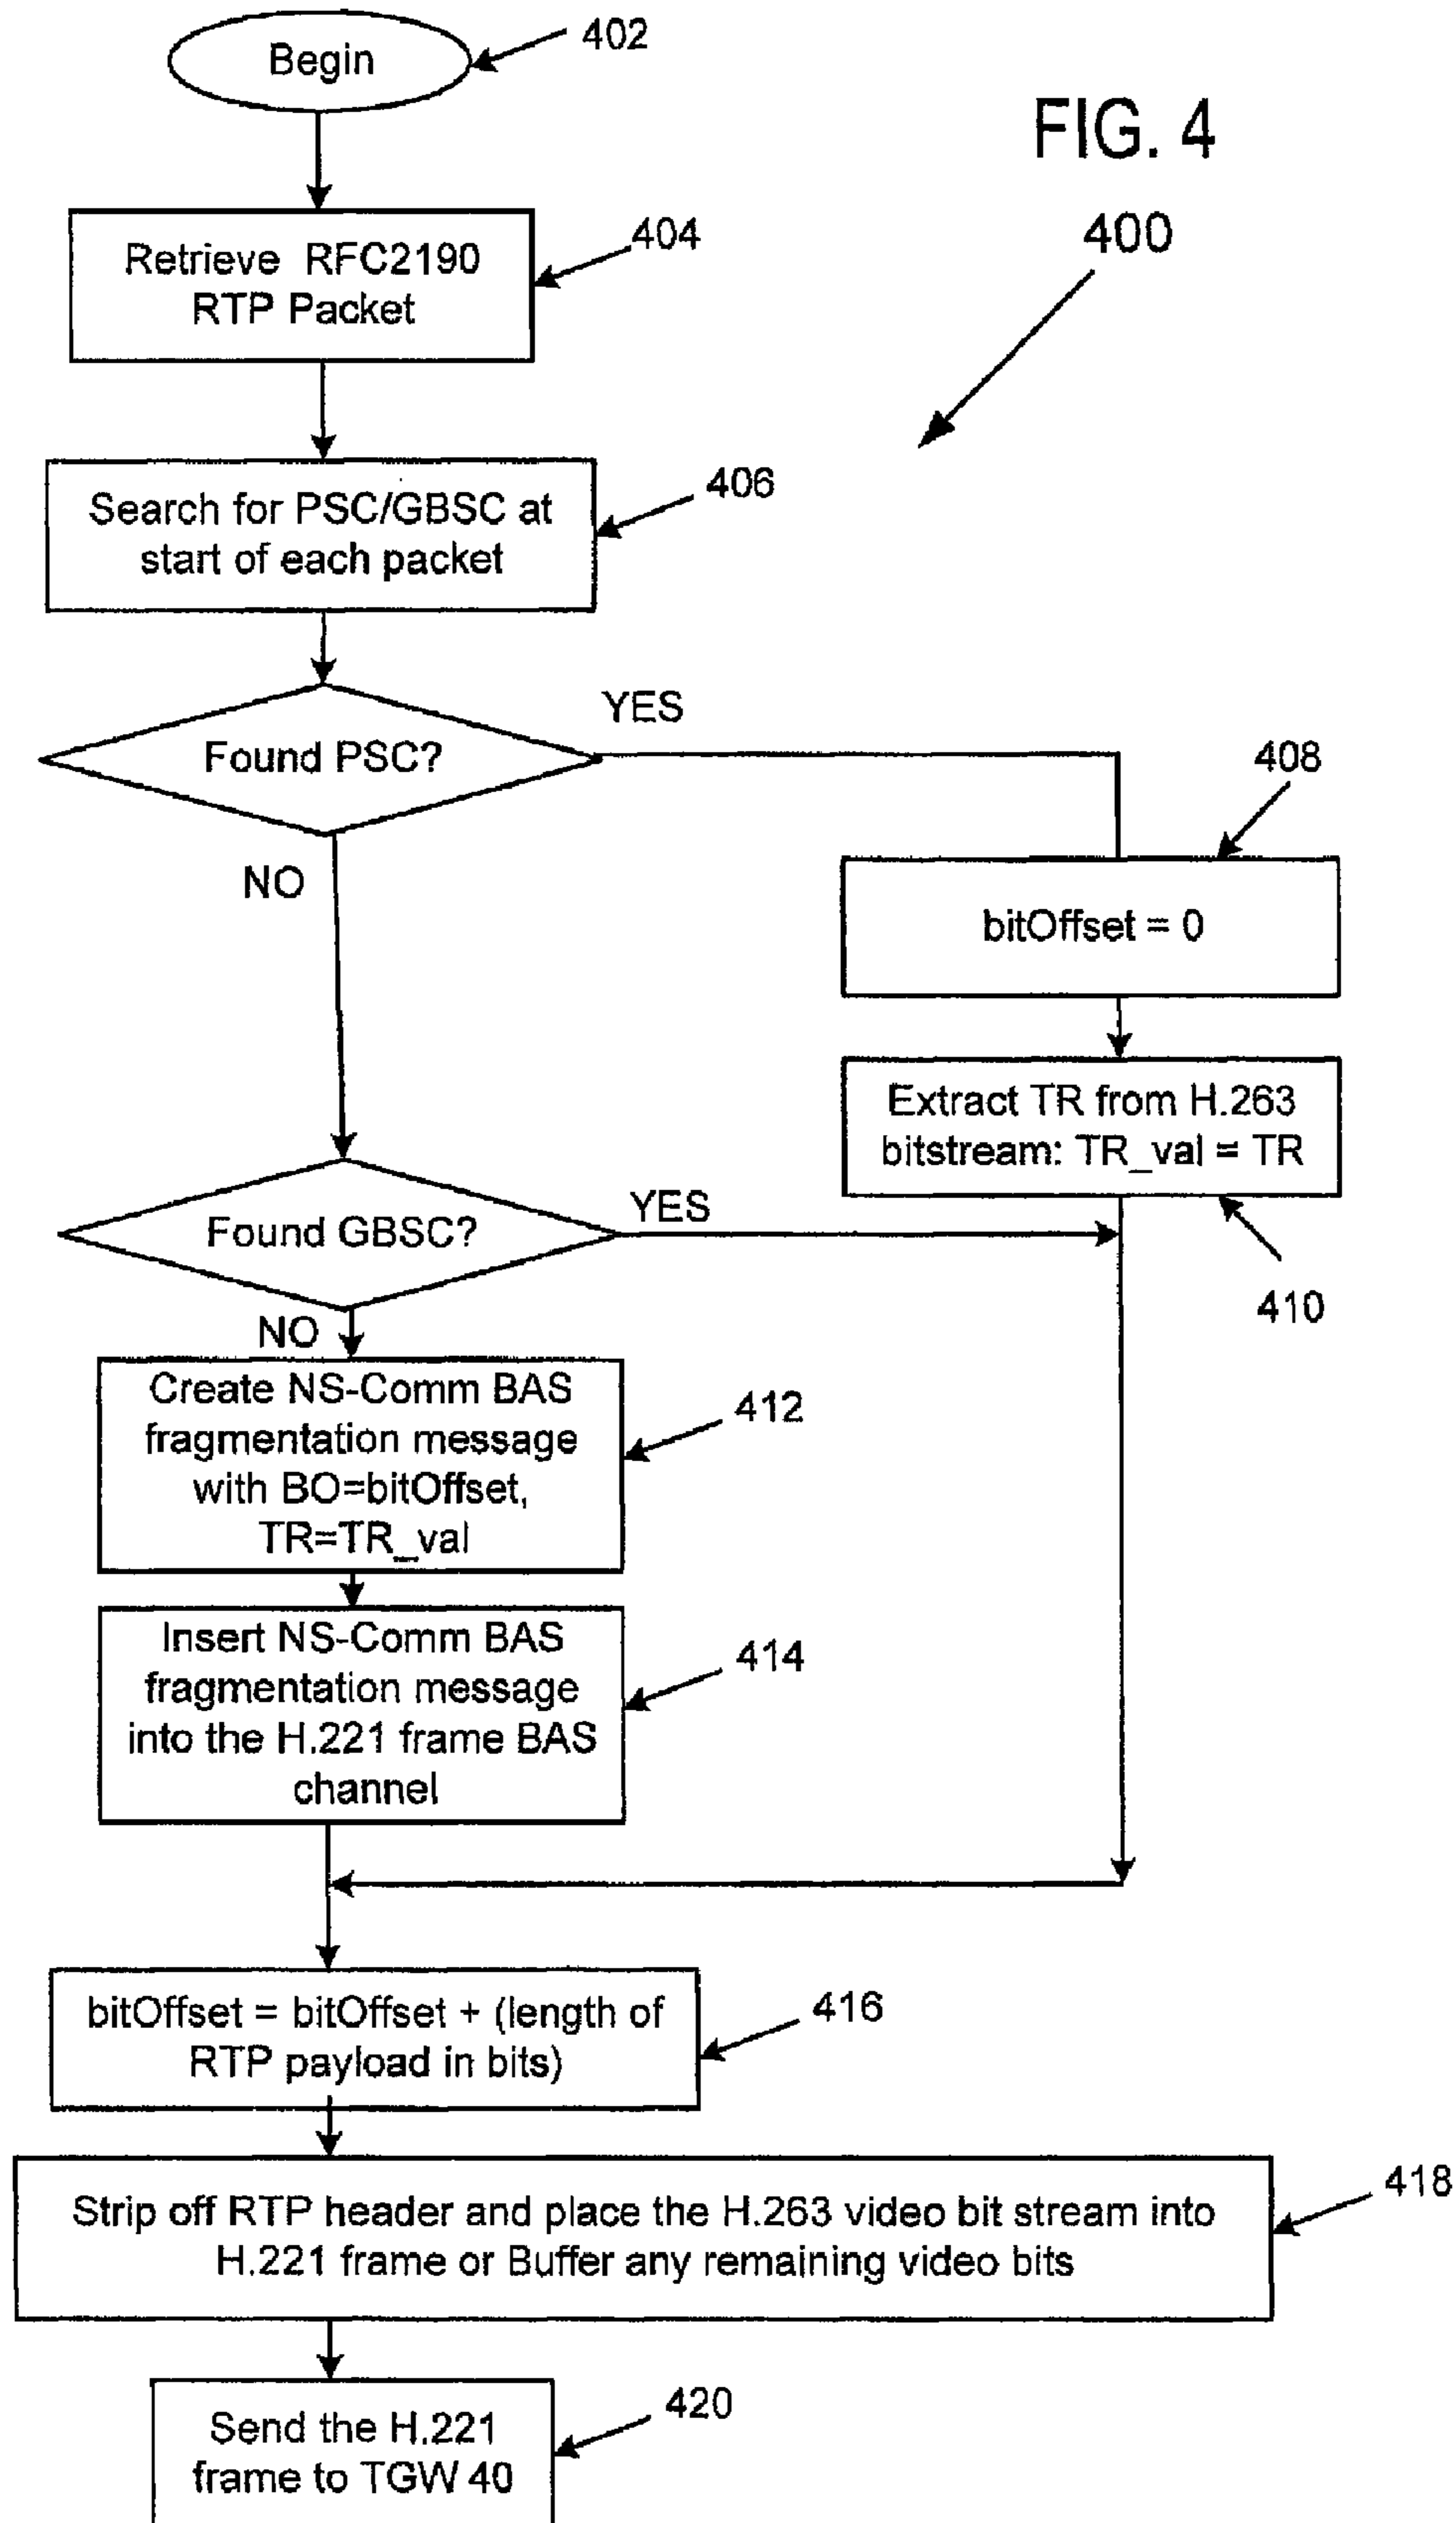 Begin
402
FIG. 4
400
Retrieve RFC2190
RTP Packet
404
Search for PSC/GBSC at
start of each packet
406
Found PSC?
YES
NO
408
bitOffset = 0
Extract TR from H.263
bitstream: TR_val = TR
410
Found GBSC?
YES
NO
Create NS-Comm BAS
fragmentation message
with BO=bitOffset,
TR=TR_val
412
Insert NS-Comm BAS
fragmentation message
into the H.221 frame BAS
channel
414
bitOffset = bitOffset + (length of
RTP payload in bits)
416
Strip off RTP header and place the H.263 video bit stream into
H.221 frame or Buffer any remaining video bits
418
Send the H.221
frame to TGW 40
420